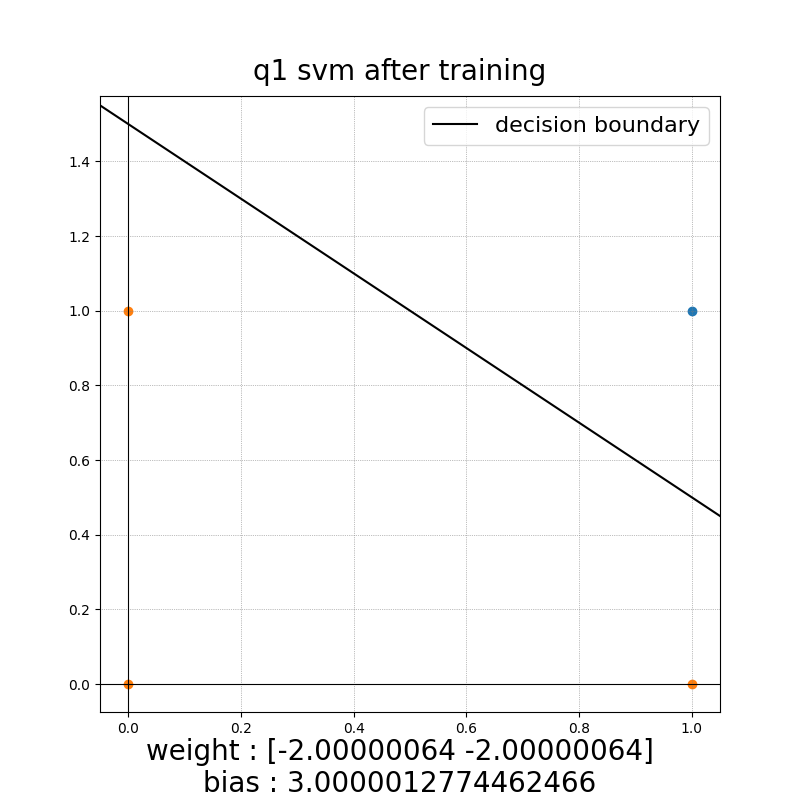 q1 svm after training
decision boundary
1.4
1.2
1.0
0.8
0.6
0.4
0.2
0.0
0.0 0.2 0.4 0.6 0.8 1.0
weight : [-2.00000064 -2.00000064]
bias : 3.0000012774462466